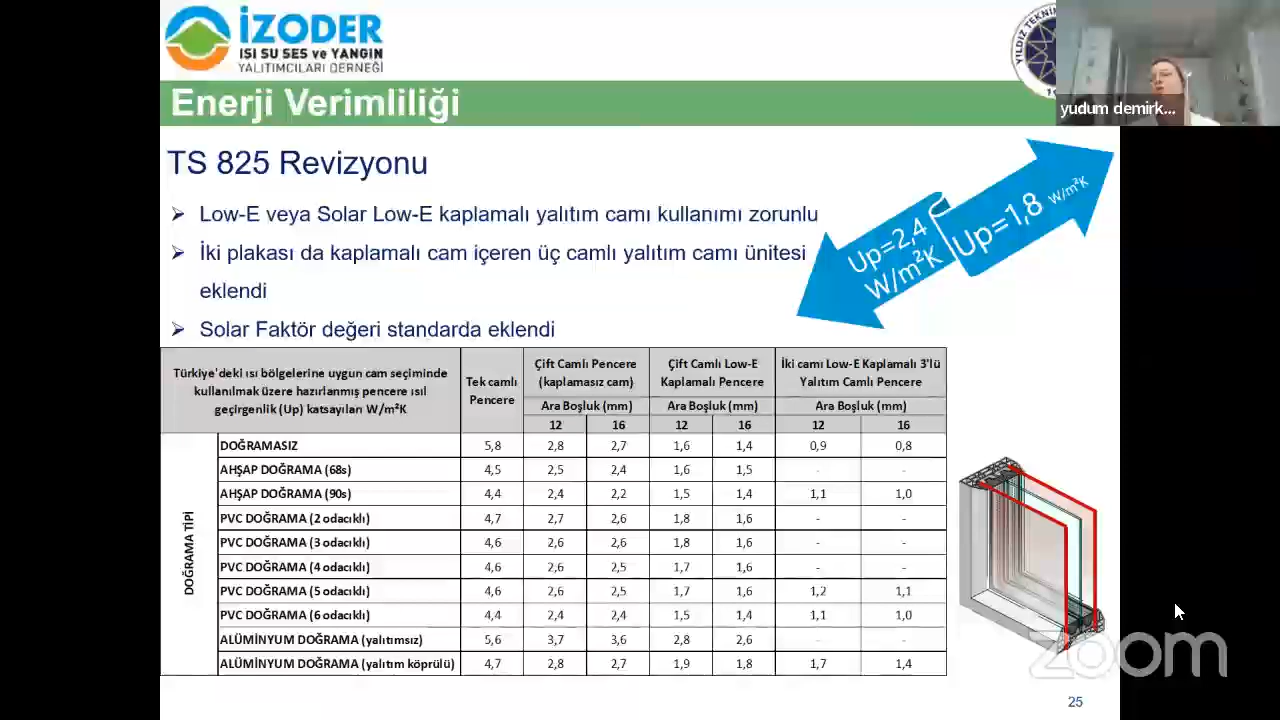 İZODER
ISI SU SES ve YANGIN
YALITIMCILARI DERNEĞİ
YILDIZ TEKNİK
yudum demirk...
Enerji Verimliliği
TS 825 Revizyonu
Low-E veya Solar Low-E kaplamalı yalıtım camı kullanımı zorunlu
İki plakası da kaplamalı cam içeren üç camlı yalıtım camı ünitesi
eklendi
Solar Faktör değeri standarda eklendi
Up=2,4
W/m²K
Up=1,8 W/m²K
Türkiye'deki ısı bölgelerine uygun cam seçiminde
kullanılmak üzere hazırlanmış pencere ısıl
geçirgenlik (Up) katsayıları W/m²K
Tek camlı
Pencere
Çift Camlı Pencere
(kaplamasız cam)
Çift Camlı Low-E
Kaplamalı Pencere
İki camı Low-E Kaplamalı 3'lü
Yalıtım Camlı Pencere
Ara Boşluk (mm) Ara Boşluk (mm) Ara Boşluk (mm)
12 16 12 16 12 16
DOĞRAMA TİPİ
DOĞRAMASIZ 5,8 2,8 2,7 1,6 1,4 0,9 0,8
AHŞAP DOĞRAMA (68s) 4,5 2,5 2,4 1,6 1,5 - -
AHŞAP DOĞRAMA (90s) 4,4 2,4 2,2 1,5 1,4 1,1 1,0
PVC DOĞRAMA (2 odacıklı) 4,7 2,7 2,6 1,8 1,6 - -
PVC DOĞRAMA (3 odacıklı) 4,6 2,6 2,6 1,8 1,6 - -
PVC DOĞRAMA (4 odacıklı) 4,6 2,6 2,5 1,7 1,6 - -
PVC DOĞRAMA (5 odacıklı) 4,6 2,6 2,5 1,7 1,6 1,2 1,1
PVC DOĞRAMA (6 odacıklı) 4,4 2,4 2,4 1,5 1,4 1,1 1,0
ALÜMİNYUM DOĞRAMA (yalıtımsız) 5,6 3,7 3,6 2,8 2,6 - -
ALÜMİNYUM DOĞRAMA (yalıtım köprülü) 4,7 2,8 2,7 1,9 1,8 1,7 1,4
zoom
25